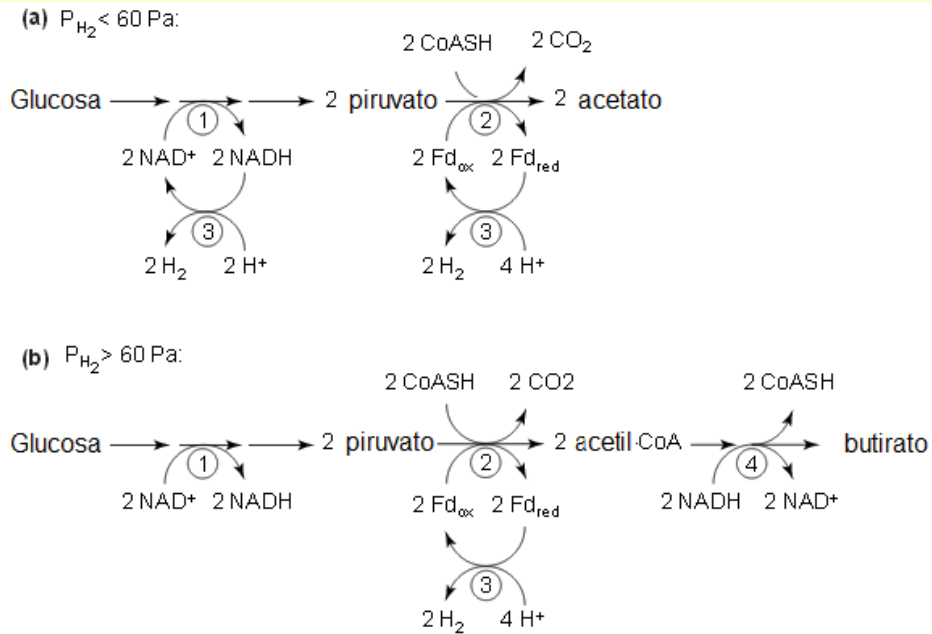 (a) P_H₂ < 60 Pa:
2 CoASH 2 CO₂
Glucosa 2 piruvato 2 acetato
1 2
2 NAD⁺ 2 NADH 2 Fd_ox 2 Fd_red
3 3
2 H₂ 2 H⁺ 2 H₂ 4 H⁺
(b) P_H₂ > 60 Pa:
2 CoASH 2 CO2 2 CoASH
Glucosa 2 piruvato 2 acetil·CoA butirato
1 2 4
2 NAD⁺ 2 NADH 2 Fd_ox 2 Fd_red 2 NADH 2 NAD⁺
3
2 H₂ 4 H⁺